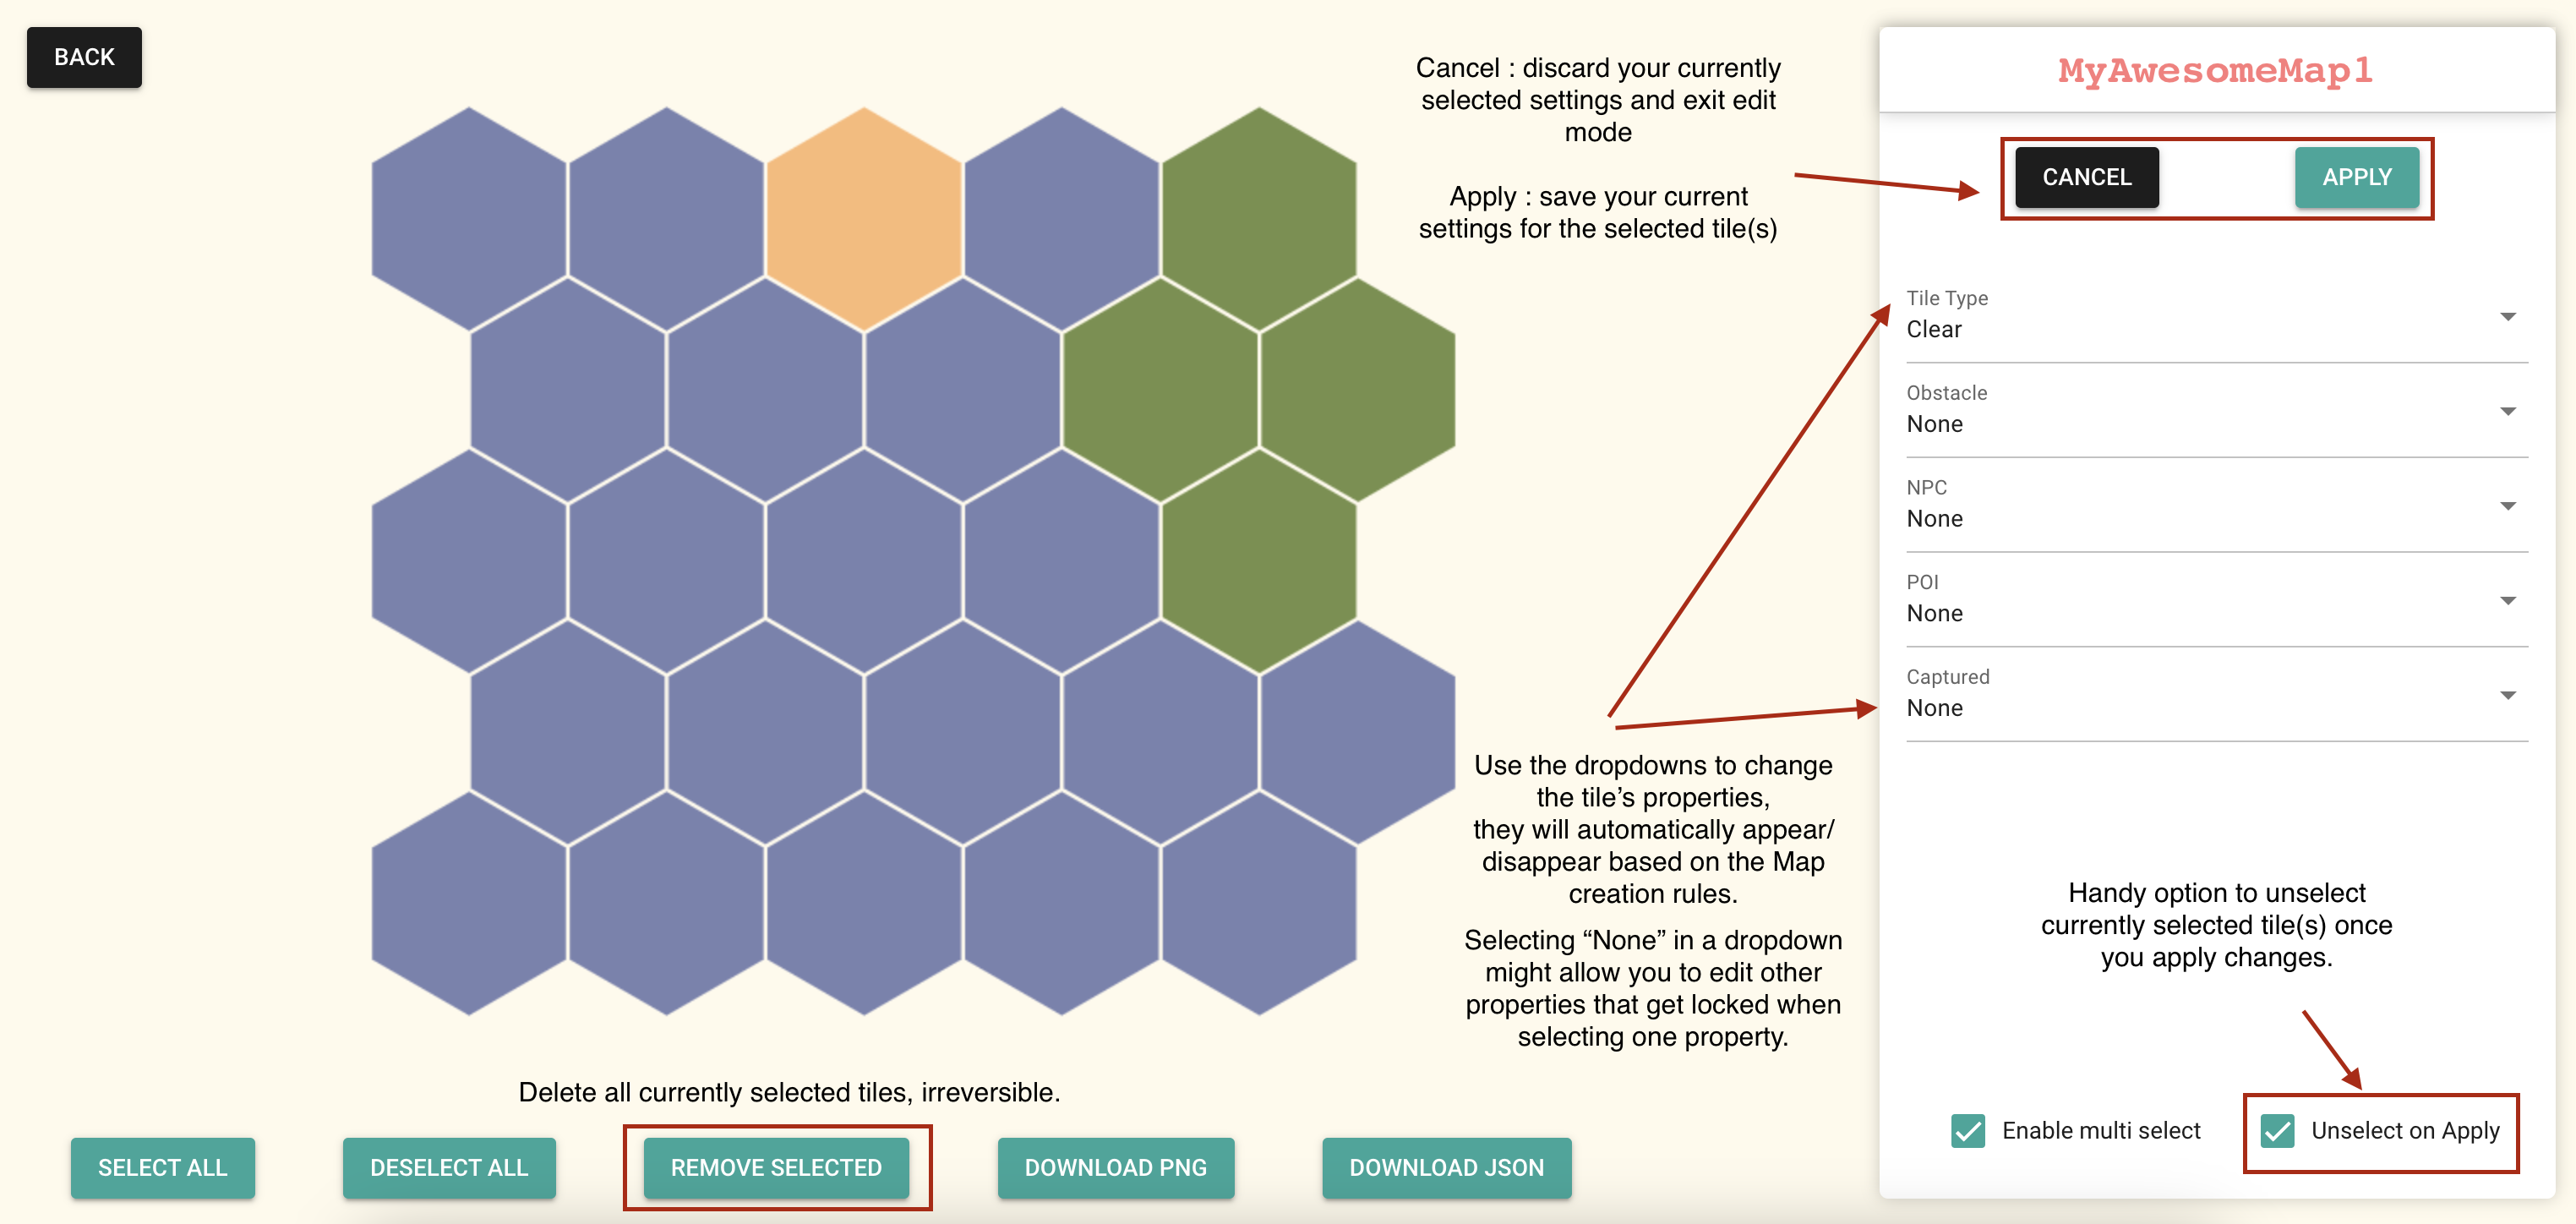 BACK
Cancel : discard your currently
selected settings and exit edit
mode
Apply : save your current
settings for the selected tile(s)
MyAwesomeMap1
CANCEL
APPLY
Tile Type
Clear
Obstacle
None
NPC
None
POI
None
Captured
None
Use the dropdowns to change
the tile’s properties,
they will automatically appear/
disappear based on the Map
creation rules.
Selecting “None” in a dropdown
might allow you to edit other
properties that get locked when
selecting one property.
Handy option to unselect
currently selected tile(s) once
you apply changes.
Enable multi select
Unselect on Apply
Delete all currently selected tiles, irreversible.
SELECT ALL
DESELECT ALL
REMOVE SELECTED
DOWNLOAD PNG
DOWNLOAD JSON